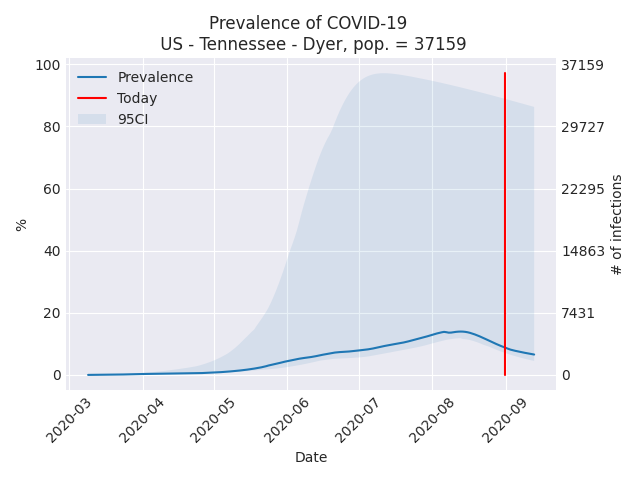 Prevalence of COVID-19
US - Tennessee - Dyer, pop. = 37159
Prevalence
Today
95CI
100
80
60
40
20
0
%
37159
29727
22295
14863
7431
0
# of infections
2020-03
2020-04
2020-05
2020-06
2020-07
2020-08
2020-09
Date